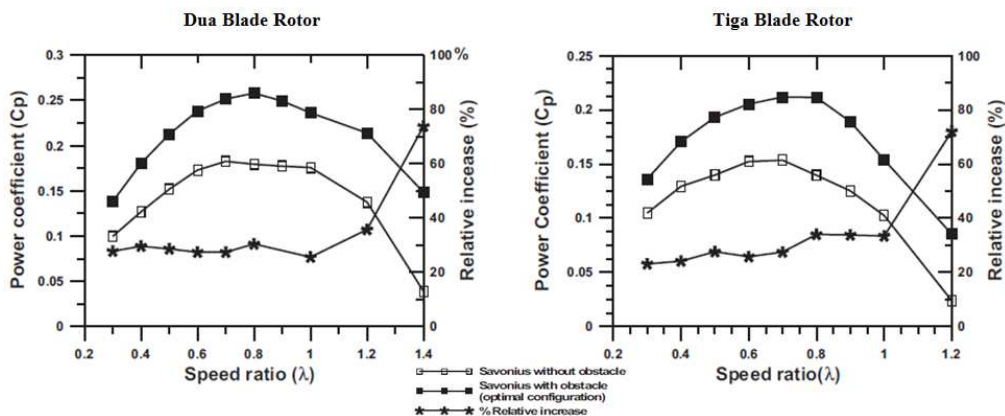 Dua Blade Rotor
Tiga Blade Rotor
0.3
0.25
0.2
0.15
0.1
0.05
0
Power coefficient (Cp)
100%
80
60
40
20
0
Relative increase (%)
0.2 0.4 0.6 0.8 1 1.2 1.4
Speed ratio (λ)
0.25
0.2
0.15
0.1
0.05
0
Power Coefficient (Cp)
100
80
60
40
20
0
Relative increase (%)
0.2 0.4 0.6 0.8 1 1.2
Speed ratio(λ)
Savonius without obstacle
Savonius with obstacle
(optimal configuration)
% Relative increase